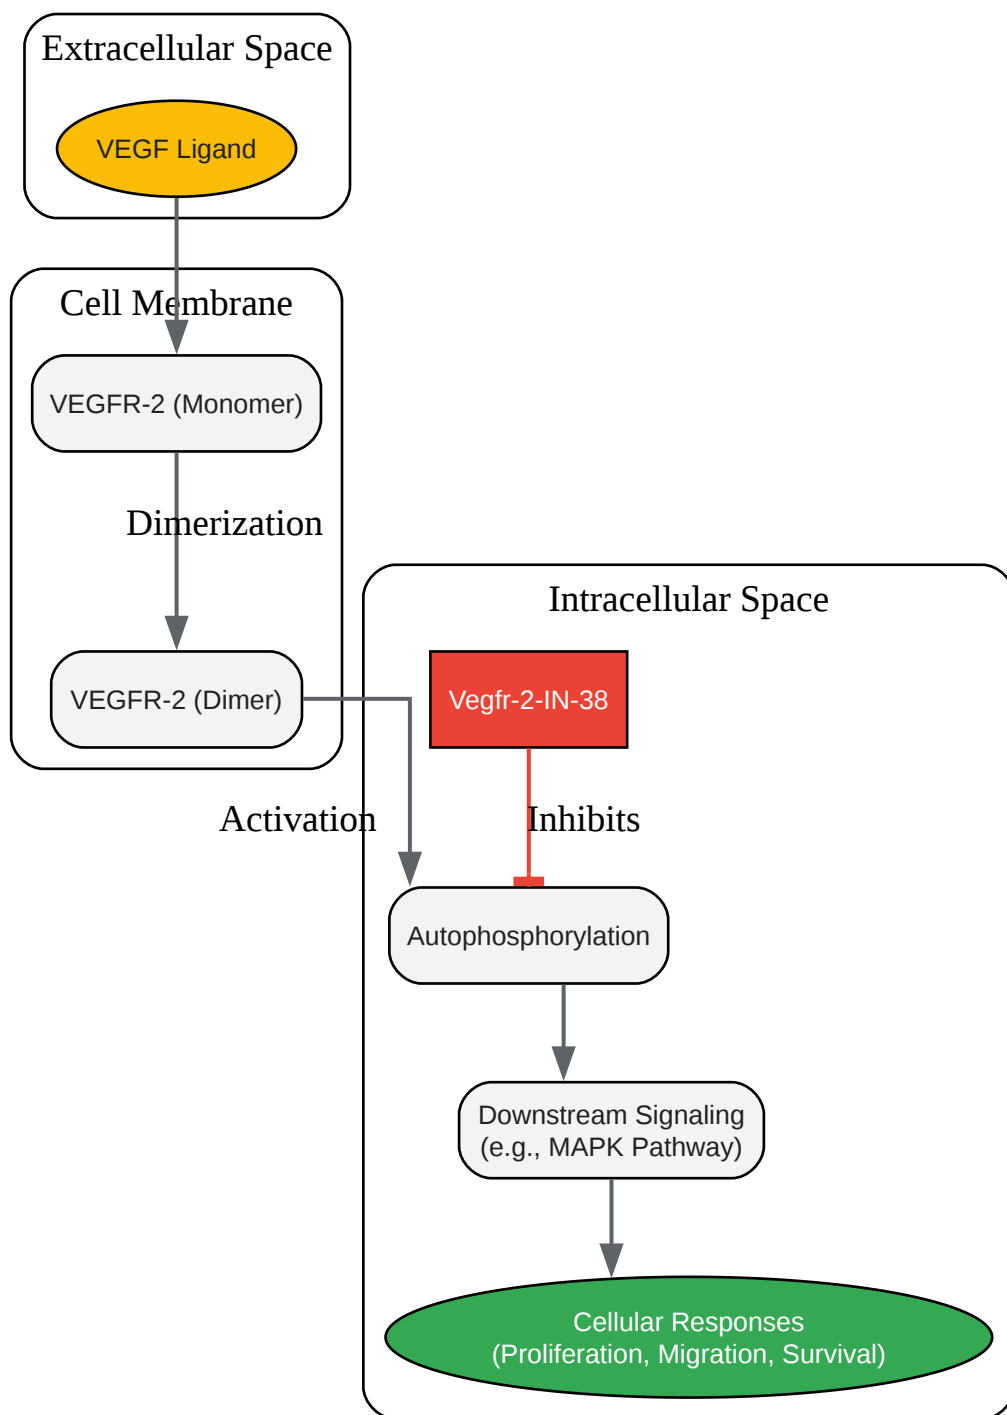 Extracellular Space
VEGF Ligand
Cell Membrane
VEGFR-2 (Monomer)
Dimerization
VEGFR-2 (Dimer)
Intracellular Space
Vegfr-2-IN-38
Activation
Inhibits
Autophosphorylation
Downstream Signaling
(e.g., MAPK Pathway)
Cellular Responses
(Proliferation, Migration, Survival)